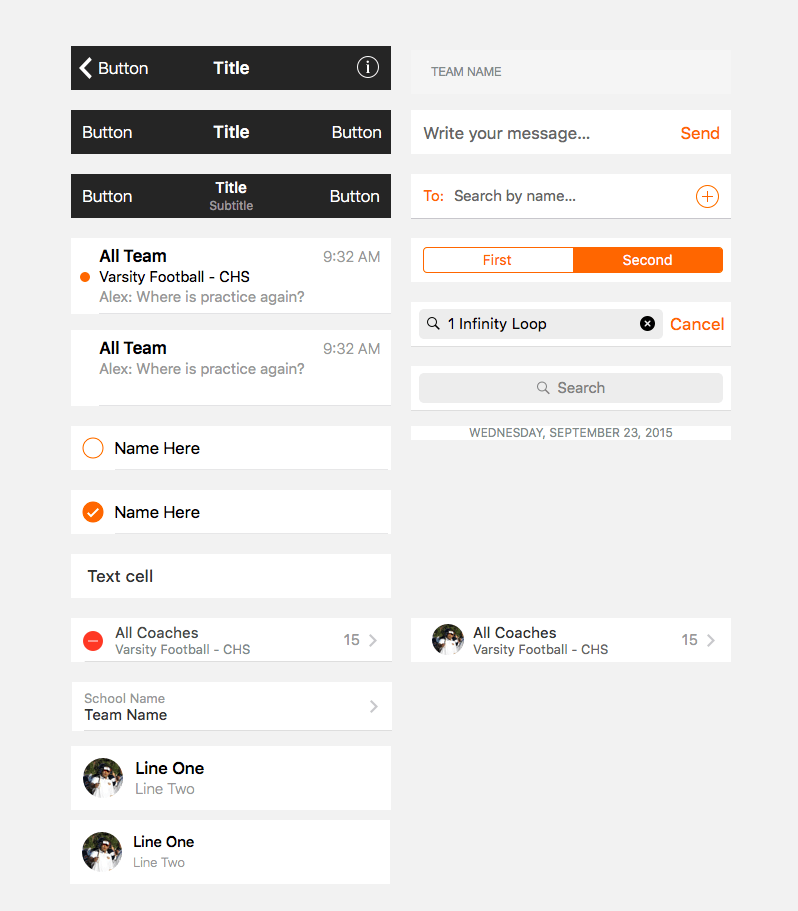 Button Title
Button Title Button
Button Title Button
Subtitle
All Team 9:32 AM
Varsity Football - CHS
Alex: Where is practice again?
All Team 9:32 AM
Alex: Where is practice again?
Name Here
Name Here
Text cell
All Coaches 15
Varsity Football - CHS
School Name
Team Name
Line One
Line Two
Line One
Line Two
TEAM NAME
Write your message... Send
To: Search by name...
First Second
1 Infinity Loop Cancel
Search
WEDNESDAY, SEPTEMBER 23, 2015
All Coaches 15
Varsity Football - CHS